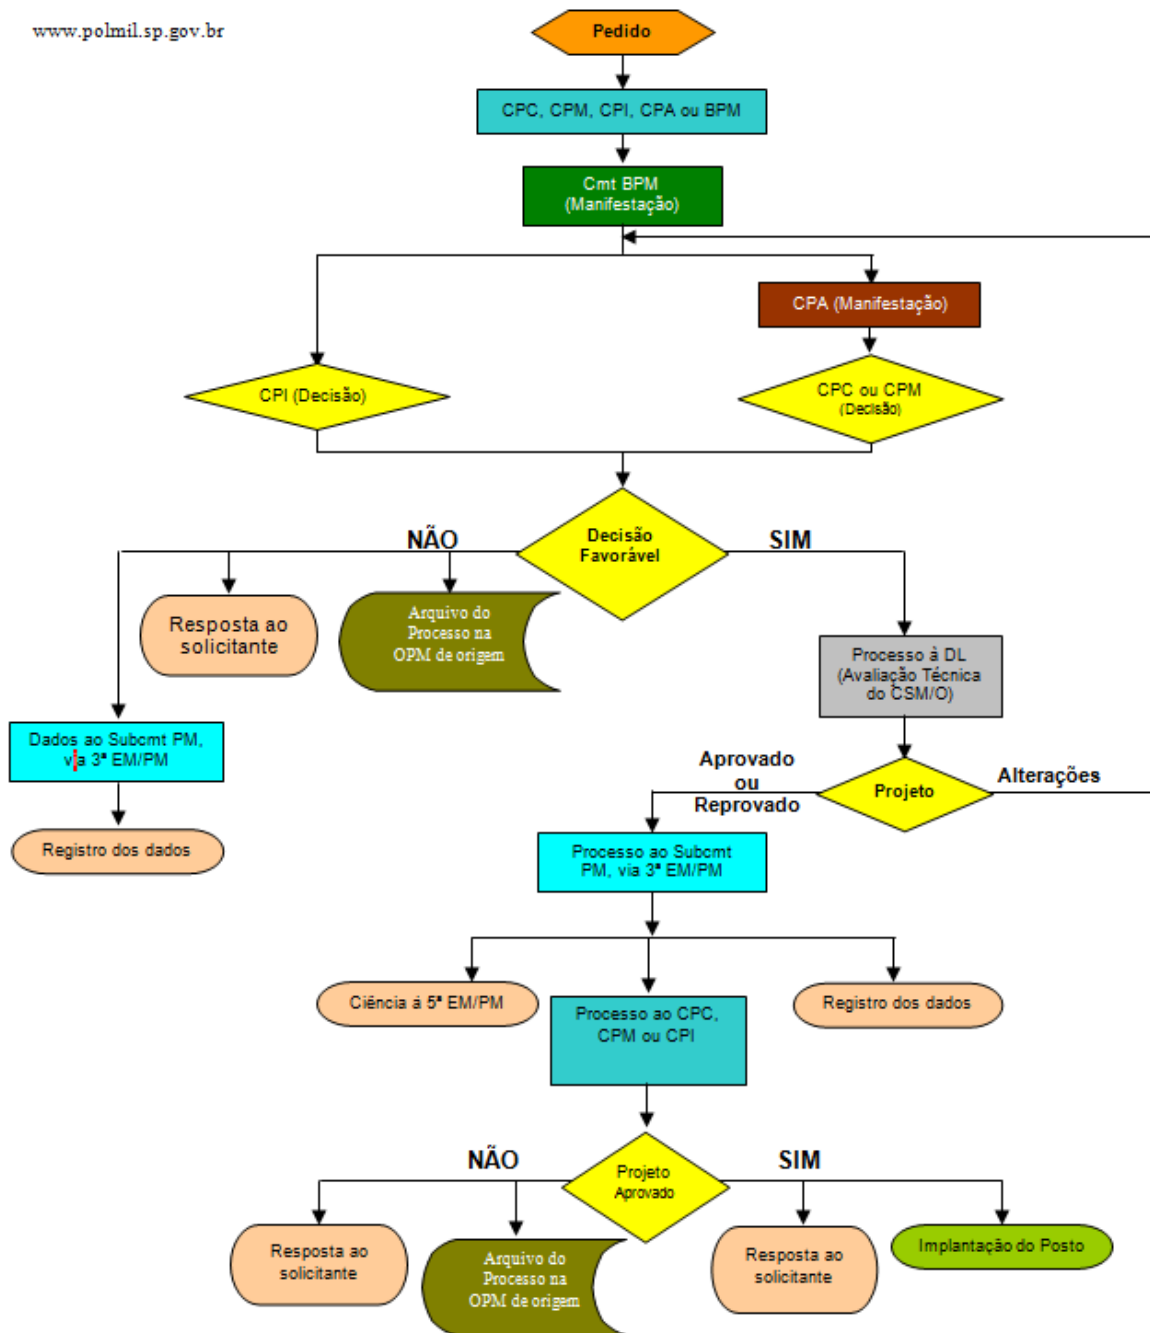 www.polmil.sp.gov.br
Pedido
CPC, CPM, CPI, CPA ou BPM
Cmt BPM
(Manifestação)
CPA (Manifestação)
CPI (Decisão)
CPC ou CPM
(Decisão)
Decisão
Favorável
NÃO
SIM
Resposta ao
solicitante
Arquivo do
Processo na
OPM de origem
Processo à DL
(Avaliação Técnica
do CSM/O)
Dados ao Subcmt PM,
via 3ª EM/PM
Registro dos dados
Aprovado
ou
Reprovado
Projeto
Alterações
Processo ao Subcmt
PM, via 3ª EM/PM
Ciência á 5ª EM/PM
Processo ao CPC,
CPM ou CPI
Registro dos dados
NÃO
SIM
Projeto
Aprovado
Resposta ao
solicitante
Arquivo do
Processo na
OPM de origem
Resposta ao
solicitante
Implantação do Posto